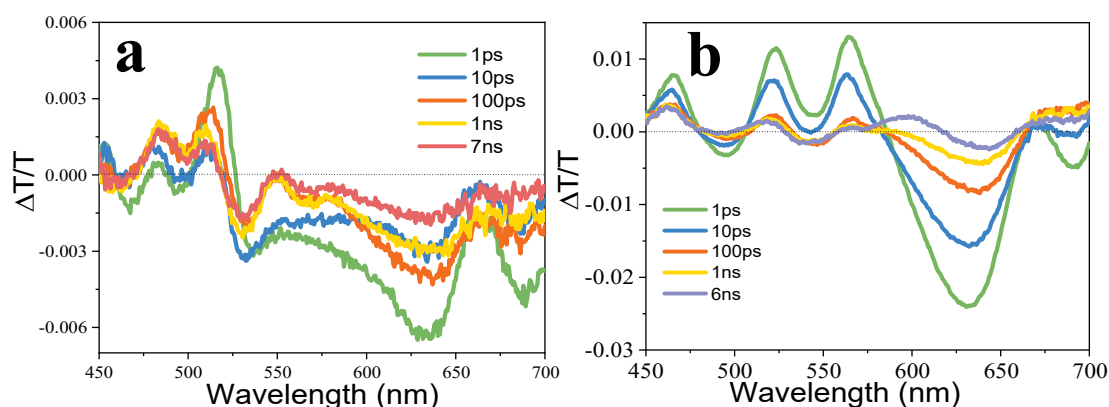 a
0.006
0.003
0.000
-0.003
-0.006
ΔT/T
1ps
10ps
100ps
1ns
7ns
450 500 550 600 650 700
Wavelength (nm)
b
0.01
0.00
-0.01
-0.02
-0.03
ΔT/T
1ps
10ps
100ps
1ns
6ns
450 500 550 600 650 700
Wavelength (nm)